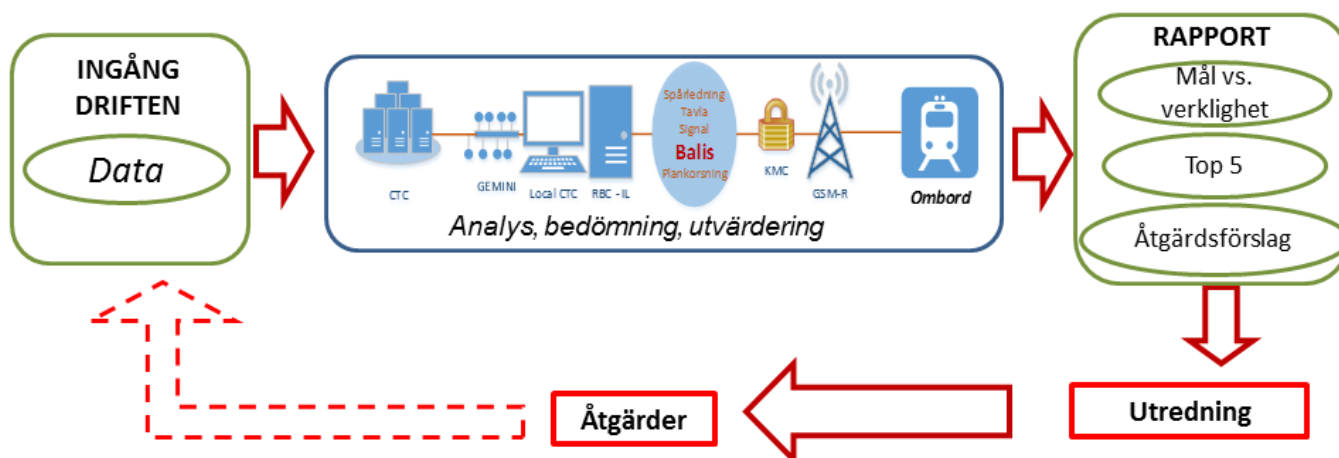 INGÅNG
DRIFTEN
Data
CTC
GEMINI
Local CTC
RBC - IL
Spårledning
Tavla
Signal
Balis
Plankorsning
KMC
GSM-R
Ombord
Analys, bedömning, utvärdering
RAPPORT
Mål vs.
verklighet
Top 5
Åtgärdsförslag
Utredning
Åtgärder